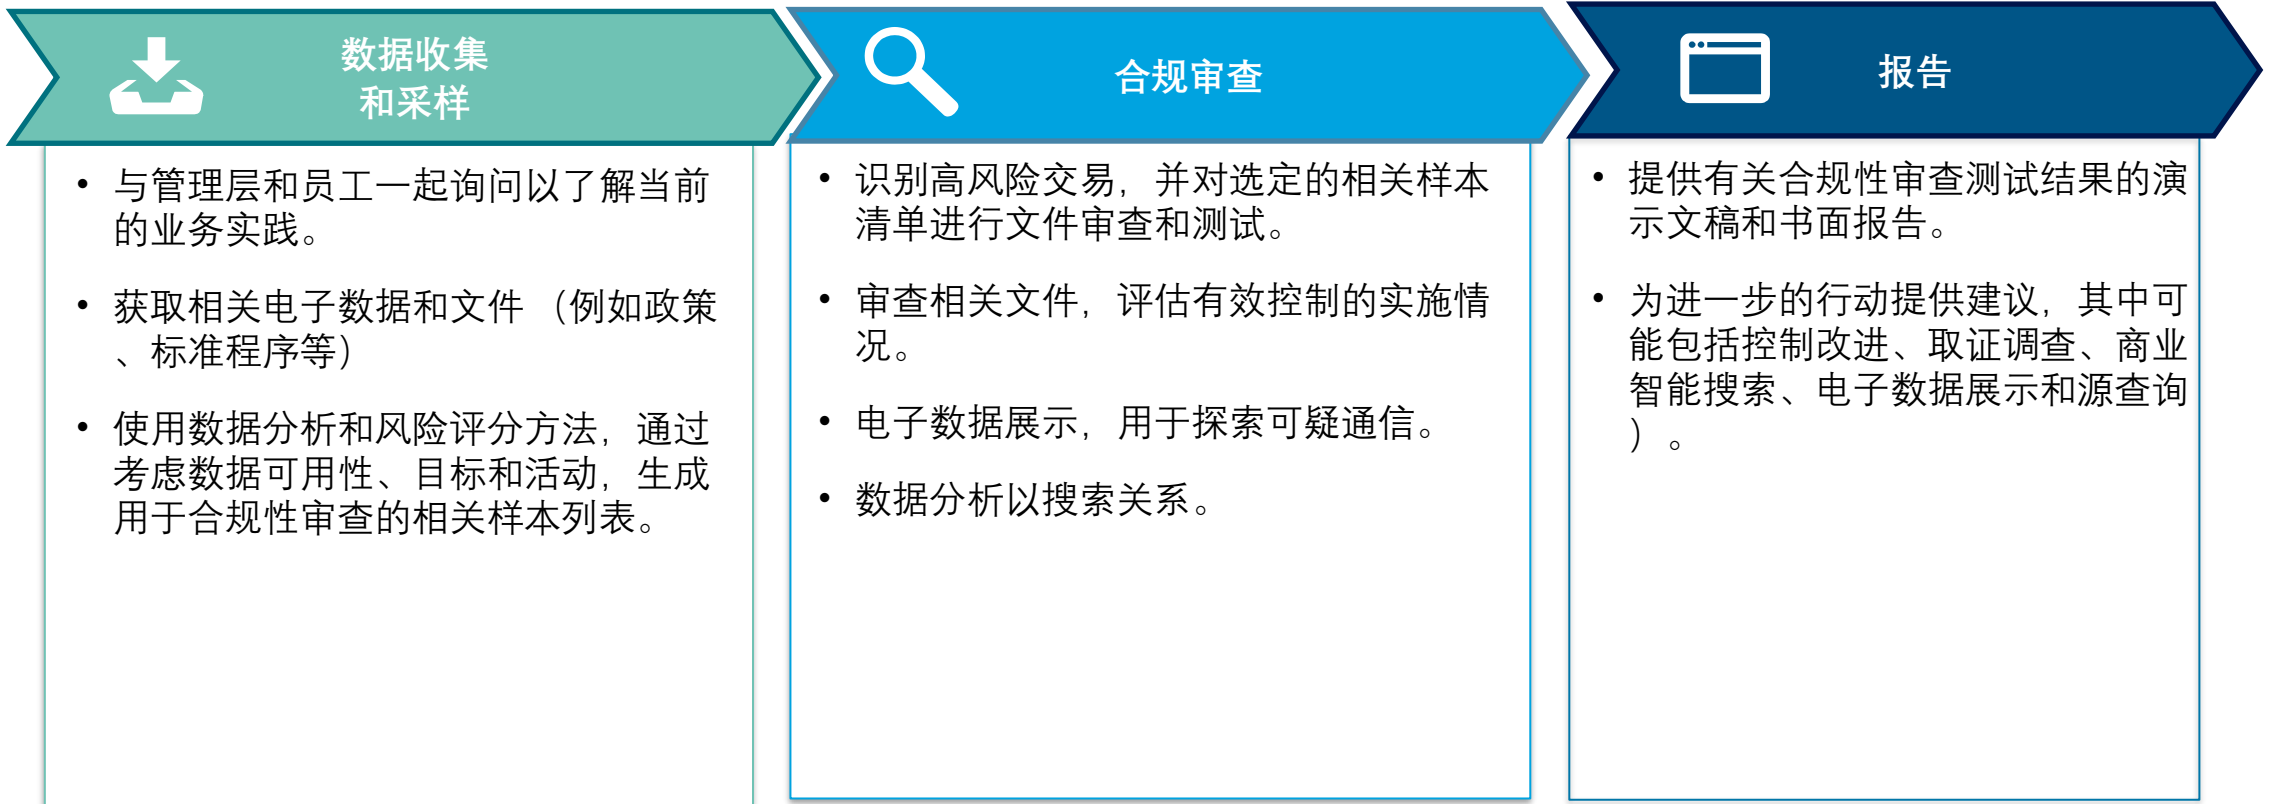 数据收集
和采样
• 与管理层和员工一起询问以了解当前
的业务实践。
• 获取相关电子数据和文件 （例如政策
、标准程序等）
• 使用数据分析和风险评分方法，通过
考虑数据可用性、目标和活动，生成
用于合规性审查的相关样本列表。
合规审查
• 识别高风险交易，并对选定的相关样本
清单进行文件审查和测试。
• 审查相关文件，评估有效控制的实施情
况。
• 电子数据展示，用于探索可疑通信。
• 数据分析以搜索关系。
报告
• 提供有关合规性审查测试结果的演
示文稿和书面报告。
• 为进一步的行动提供建议，其中可
能包括控制改进、取证调查、商业
智能搜索、电子数据展示和源查询
）。